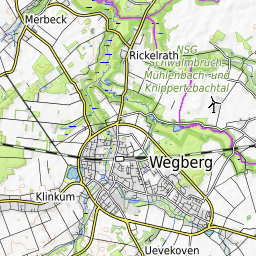 Merbeck
Rickelrath
NSG
Schwalmbruch,
Mühlenbach- und
Knippertzbachtal
Wegberg
Klinkum
Uevekoven